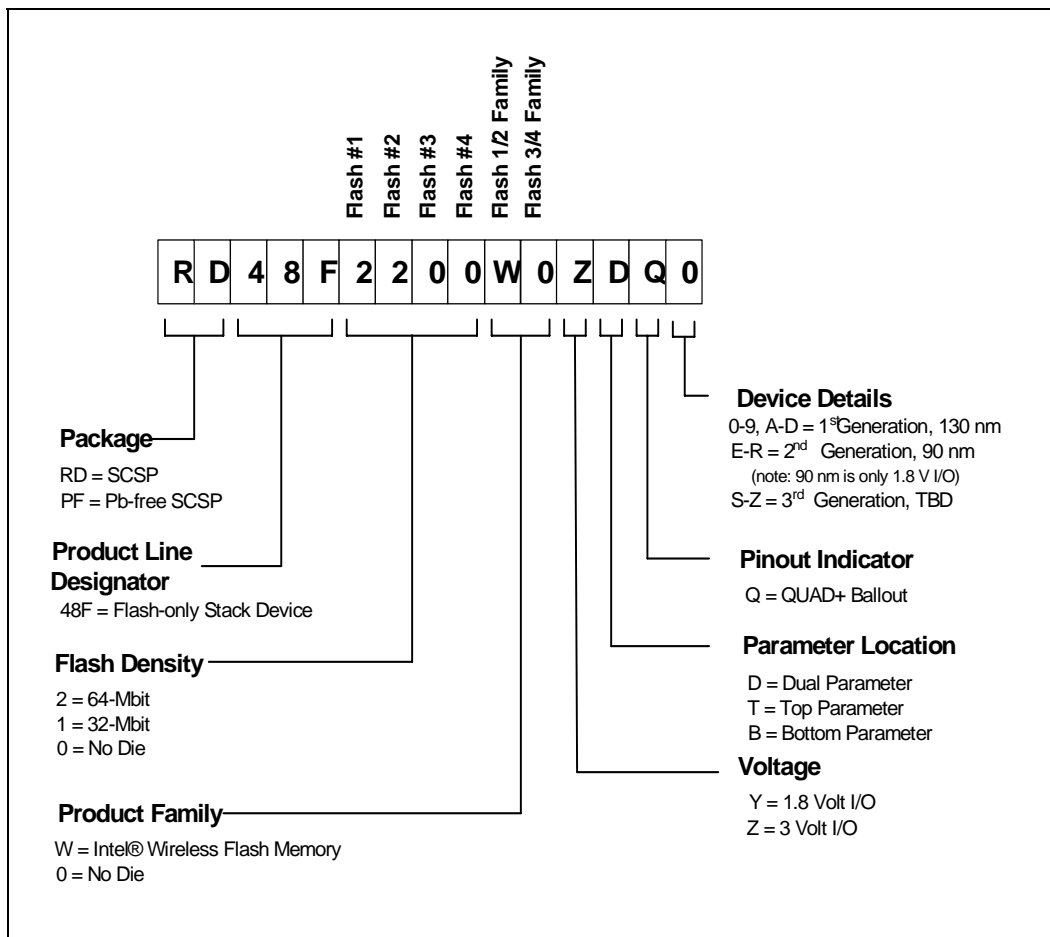 Flash #1
Flash #2
Flash #3
Flash #4
Flash 1/2 Family
Flash 3/4 Family
R D 4 8 F 2 2 0 0 W 0 Z D Q 0
Package
RD = SCSP
PF = Pb-free SCSP
Product Line
Designator
48F = Flash-only Stack Device
Flash Density
2 = 64-Mbit
1 = 32-Mbit
0 = No Die
Product Family
W = Intel® Wireless Flash Memory
0 = No Die
Device Details
0-9, A-D = 1st Generation, 130 nm
E-R = 2nd Generation, 90 nm
(note: 90 nm is only 1.8 V I/O)
S-Z = 3rd Generation, TBD
Pinout Indicator
Q = QUAD+ Ballout
Parameter Location
D = Dual Parameter
T = Top Parameter
B = Bottom Parameter
Voltage
Y = 1.8 Volt I/O
Z = 3 Volt I/O